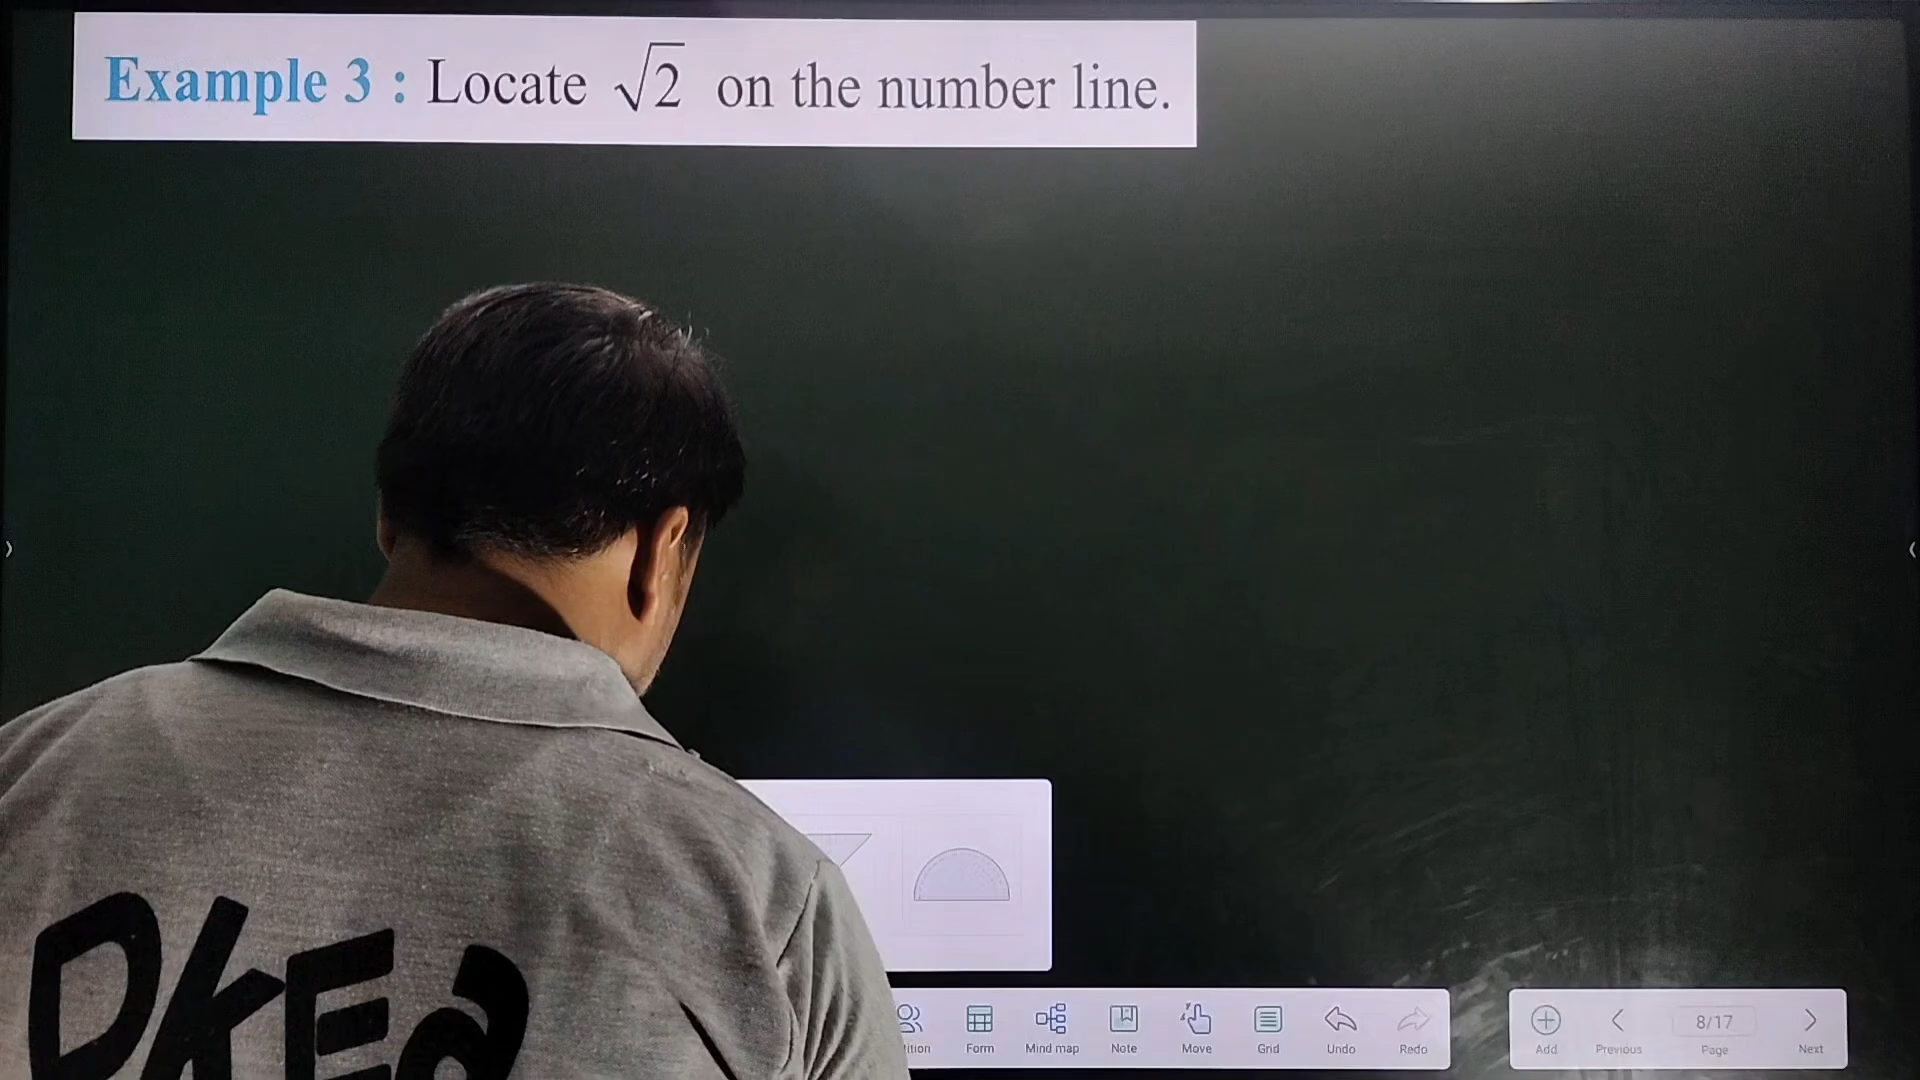 Example 3 : Locate √2 on the number line.
Form
Mind map
Note
Move
Grid
Undo
Redo
Add
Previous
8/17
Page
Next